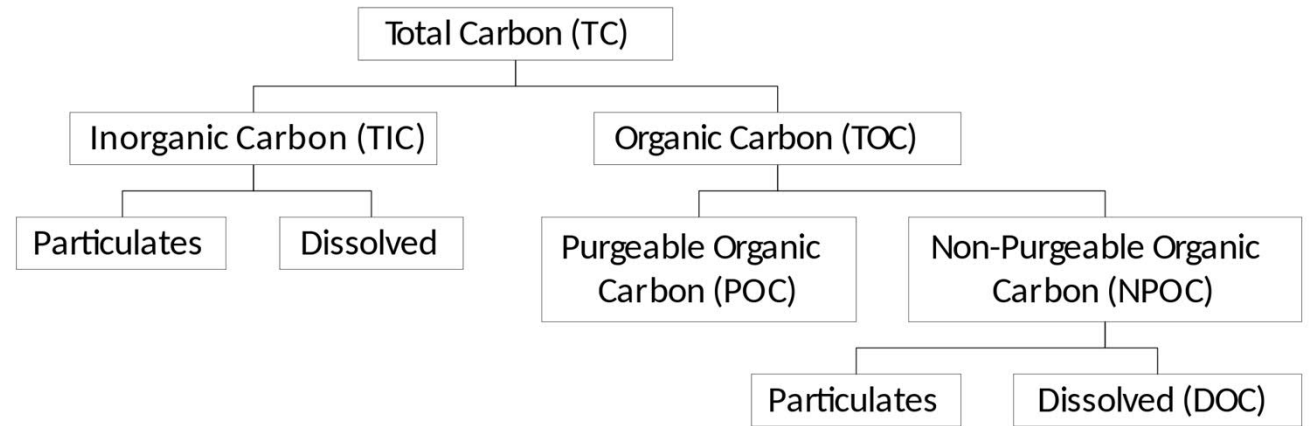 Total Carbon (TC)
Inorganic Carbon (TIC)
Organic Carbon (TOC)
Particulates
Dissolved
Purgeable Organic
Carbon (POC)
Non-Purgeable Organic
Carbon (NPOC)
Particulates
Dissolved (DOC)